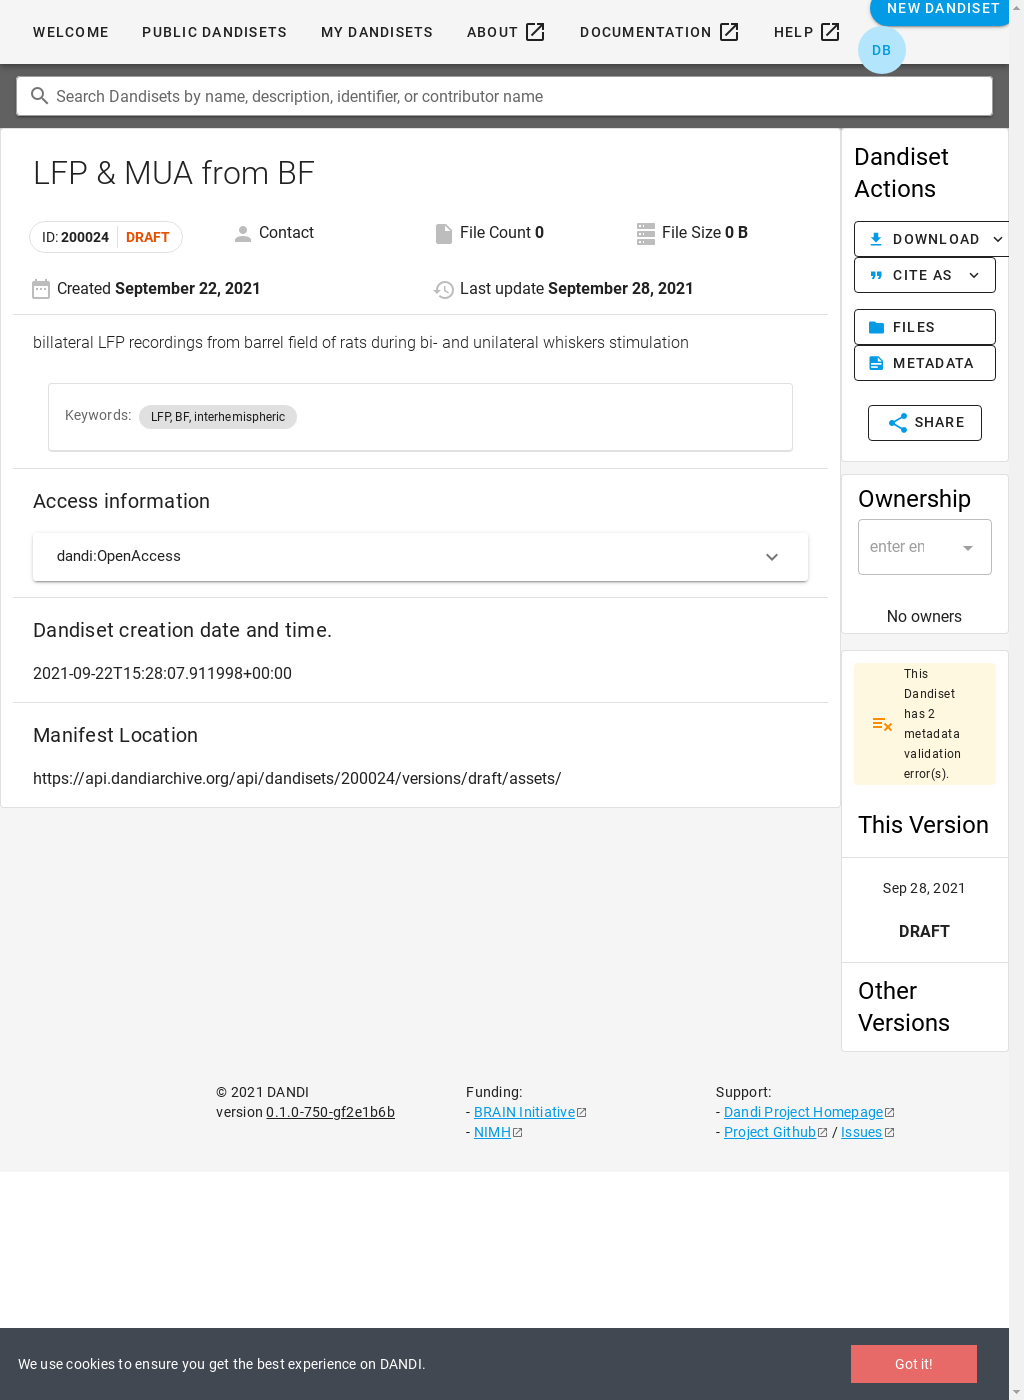 WELCOME
PUBLIC DANDISETS
MY DANDISETS
ABOUT
DOCUMENTATION
HELP
NEW DANDISET
DB
Search Dandisets by name, description, identifier, or contributor name
LFP & MUA from BF
ID: 200024 DRAFT
Contact
File Count 0
File Size 0 B
Created September 22, 2021
Last update September 28, 2021
billateral LFP recordings from barrel field of rats during bi- and unilateral whiskers stimulation
Keywords: LFP, BF, interhemispheric
Access information
dandi:OpenAccess
Dandiset creation date and time.
2021-09-22T15:28:07.911998+00:00
Manifest Location
https://api.dandiarchive.org/api/dandisets/200024/versions/draft/assets/
Dandiset
Actions
DOWNLOAD
CITE AS
FILES
METADATA
SHARE
Ownership
enter en
No owners
This
Dandiset
has 2
metadata
validation
error(s).
This Version
Sep 28, 2021
DRAFT
Other
Versions
© 2021 DANDI
version 0.1.0-750-gf2e1b6b
Funding:
- BRAIN Initiative
- NIMH
Support:
- Dandi Project Homepage
- Project Github / Issues
We use cookies to ensure you get the best experience on DANDI.
Got it!